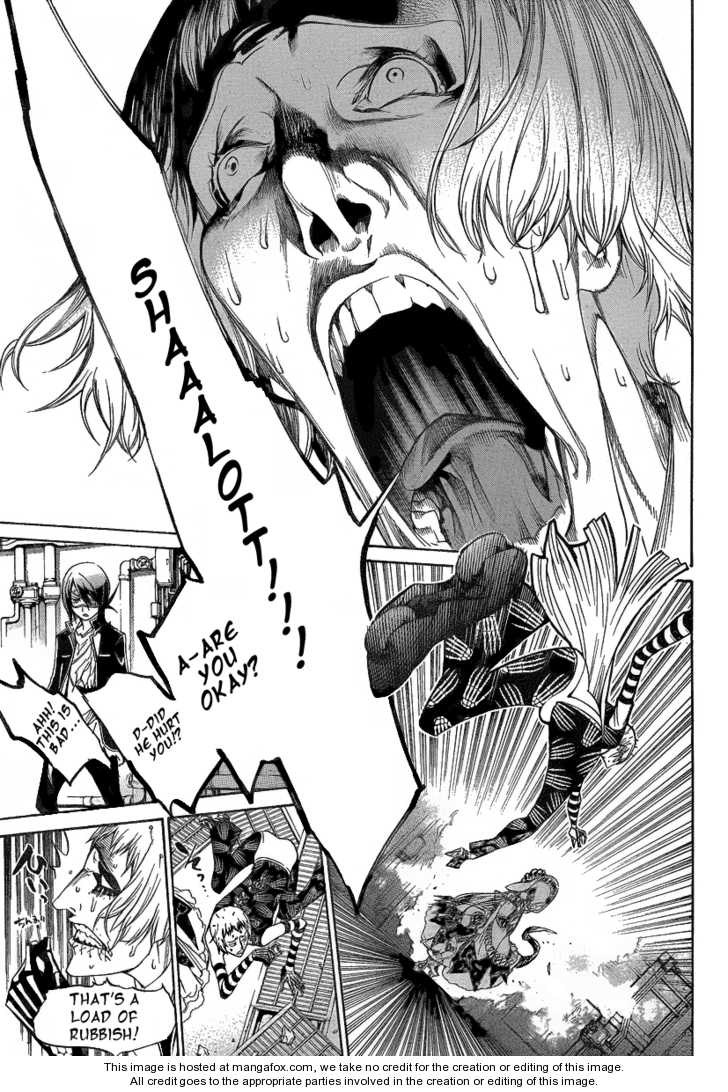 SHAAALOTT!!!
A-ARE
YOU
OKAY?
D-DID
HE HURT
YOU!?
AHH!
THIS IS
BAD...
THAT'S A
LOAD OF
RUBBISH!
This image is hosted at mangafox.com, we take no credit for the creation or editing of this image.
All credit goes to the appropriate parties involved in the creation or editing of this image.